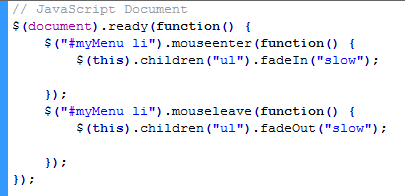 // JavaScript Document
$(document).ready(function() {
    $("#myMenu li").mouseenter(function() {
        $(this).children("ul").fadeIn("slow");

    });
    $("#myMenu li").mouseleave(function() {
        $(this).children("ul").fadeOut("slow");

    });
});